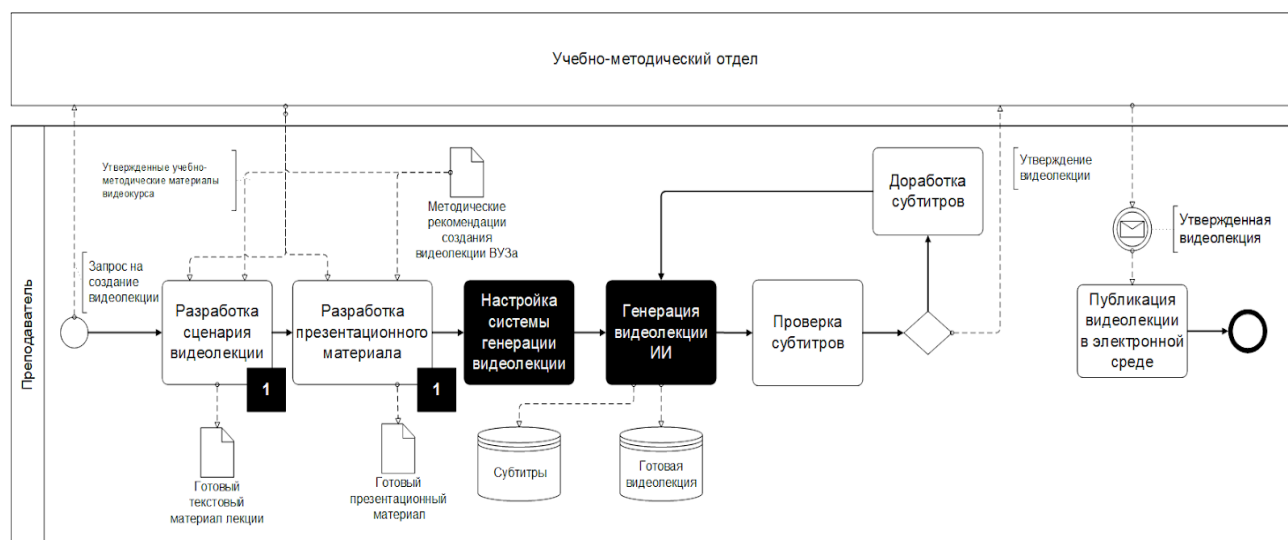 Учебно-методический отдел
Преподаватель
Утвержденные учебно-
методические материалы
видеокурса
Методические
рекомендации
создания
видеолекции ВУЗа
Запрос на
создание
видеолекции
Разработка
сценария
видеолекции
1
Разработка
презентационного
материала
1
Настройка
системы
генерации
видеолекции
Генерация
видеолекции
ИИ
Проверка
субтитров
Доработка
субтитров
Утверждение
видеолекции
Утвержденная
видеолекция
Публикация
видеолекции
в электронной
среде
Готовый
текстовый
материал лекции
Готовый
презентационный
материал
Субтитры
Готовая
видеолекция